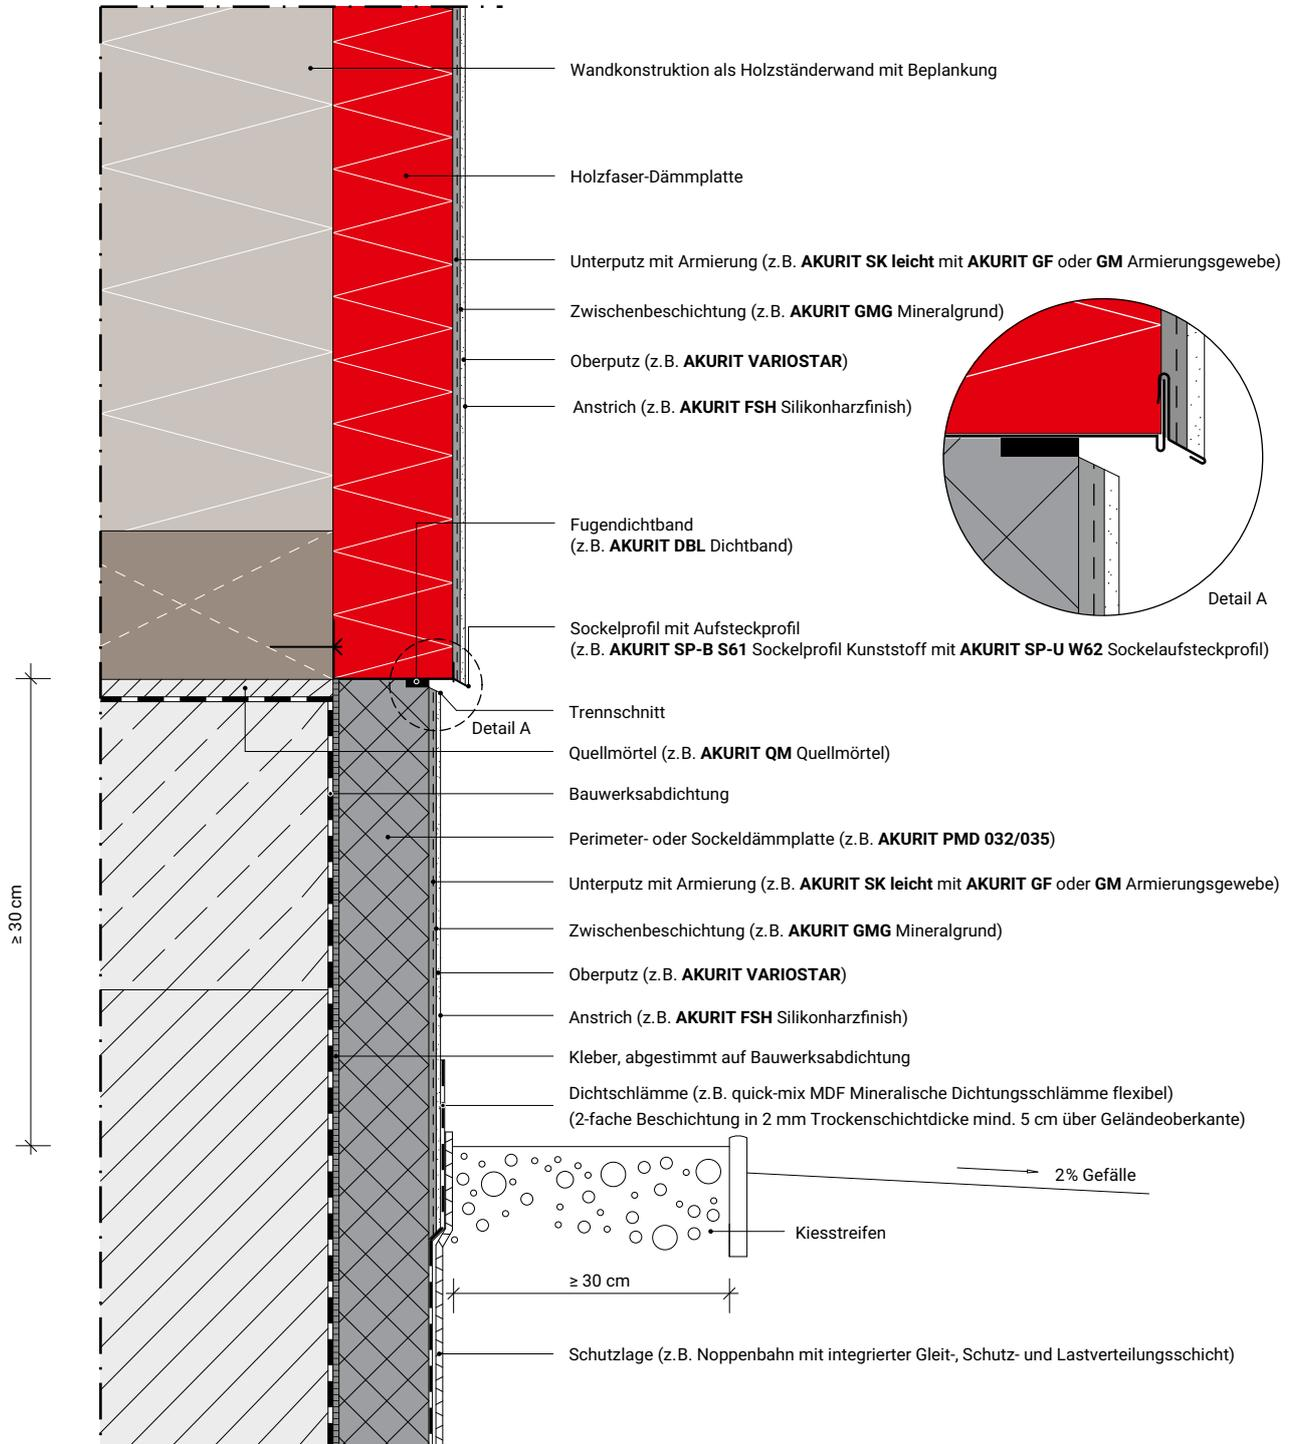 Wandkonstruktion als Holzständerwand mit Beplankung
Holzfaser-Dämmplatte
Unterputz mit Armierung (z.B. AKURIT SK leicht mit AKURIT GF oder GM Armierungsgewebe)
Zwischenbeschichtung (z.B. AKURIT GMG Mineralgrund)
Oberputz (z.B. AKURIT VARIOSTAR)
Anstrich (z.B. AKURIT FSH Silikonharzfinish)
Fugendichtband
(z.B. AKURIT DBL Dichtband)
Detail A
Sockelprofil mit Aufsteckprofil
(z.B. AKURIT SP-B S61 Sockelprofil Kunststoff mit AKURIT SP-U W62 Sockelaufsteckprofil)
Trennschnitt
Detail A
Quellmörtel (z.B. AKURIT QM Quellmörtel)
Bauwerksabdichtung
Perimeter- oder Sockeldämmplatte (z.B. AKURIT PMD 032/035)
Unterputz mit Armierung (z.B. AKURIT SK leicht mit AKURIT GF oder GM Armierungsgewebe)
≥ 30 cm
Zwischenbeschichtung (z.B. AKURIT GMG Mineralgrund)
Oberputz (z.B. AKURIT VARIOSTAR)
Anstrich (z.B. AKURIT FSH Silikonharzfinish)
Kleber, abgestimmt auf Bauwerksabdichtung
Dichtschlämme (z.B. quick-mix MDF Mineralische Dichtungsschlämme flexibel)
(2-fache Beschichtung in 2 mm Trockenschichtdicke mind. 5 cm über Geländeoberkante)
2% Gefälle
Kiesstreifen
≥ 30 cm
Schutzlage (z.B. Noppenbahn mit integrierter Gleit-, Schutz- und Lastverteilungsschicht)